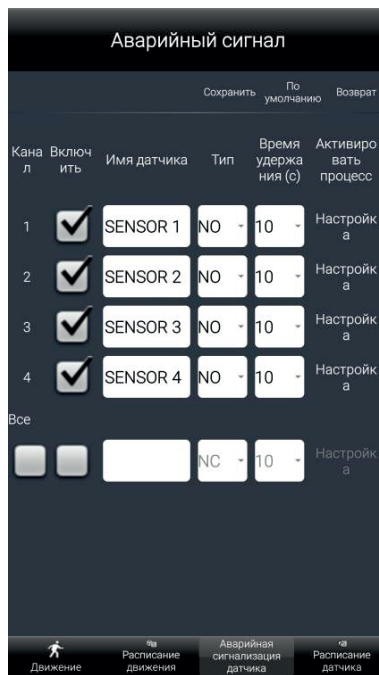 Аварийный сигнал
Сохранить
По
умолчанию
Возврат
Кана
л
Включ
ить
Имя датчика
Тип
Время
удержа
ния (с)
Активиро
вать
процесс
1
SENSOR 1
NO
10
Настройк
а
2
SENSOR 2
NO
10
Настройк
а
3
SENSOR 3
NO
10
Настройк
а
4
SENSOR 4
NO
10
Настройк
а
Все
NC
10
Настройк
а
Движение
Расписание
движения
Аварийная
сигнализация
датчика
Расписание
датчика